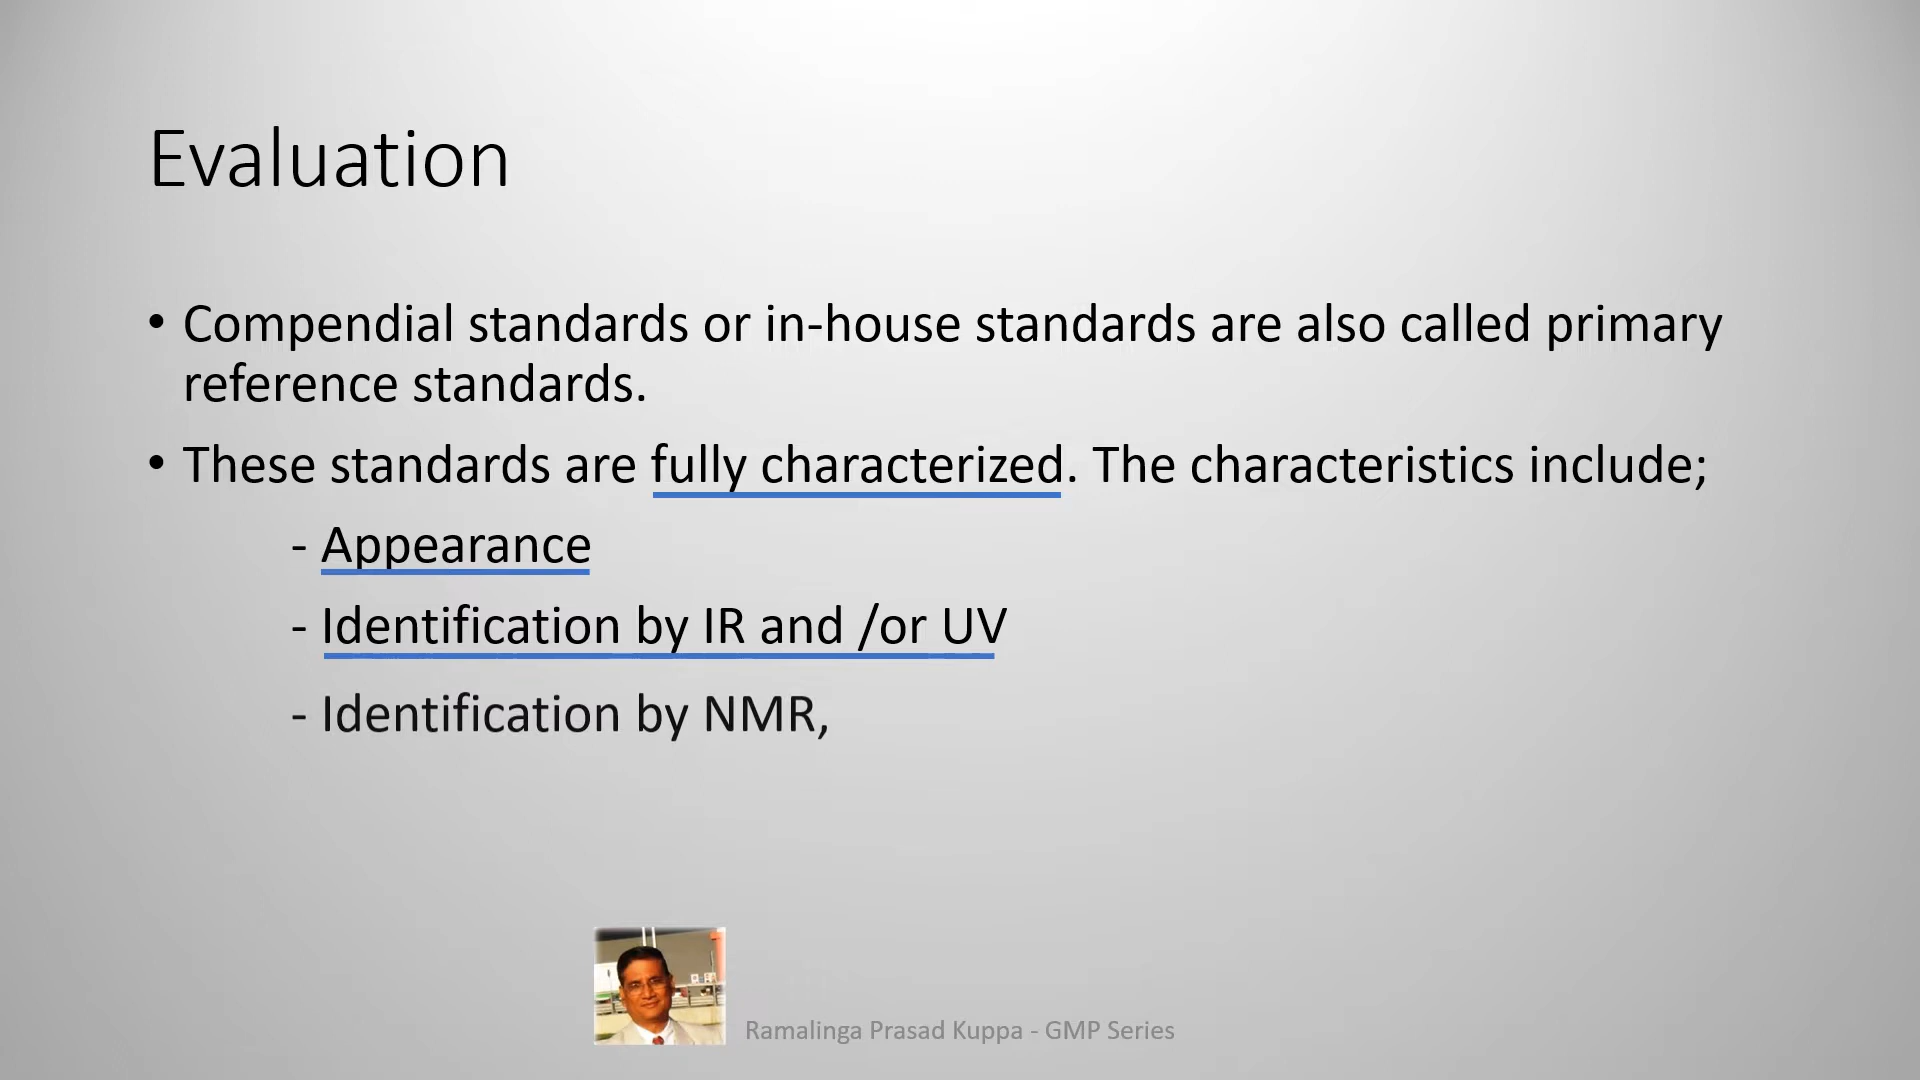 Evaluation
• Compendial standards or in-house standards are also called primary
reference standards.
• These standards are fully characterized. The characteristics include;
- Appearance
- Identification by IR and /or UV
- Identification by NMR,
Ramalinga Prasad Kuppa - GMP Series